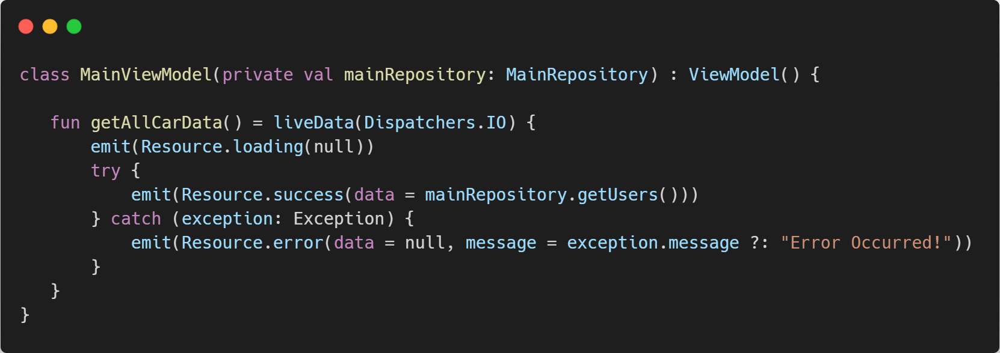 class MainViewModel(private val mainRepository: MainRepository) : ViewModel() {
fun getAllCarData() = liveData(Dispatchers.IO) {
emit(Resource.loading(null))
try {
emit(Resource.success(data = mainRepository.getUsers()))
} catch (exception: Exception) {
emit(Resource.error(data = null, message = exception.message ?: "Error Occurred!"))
}
}
}